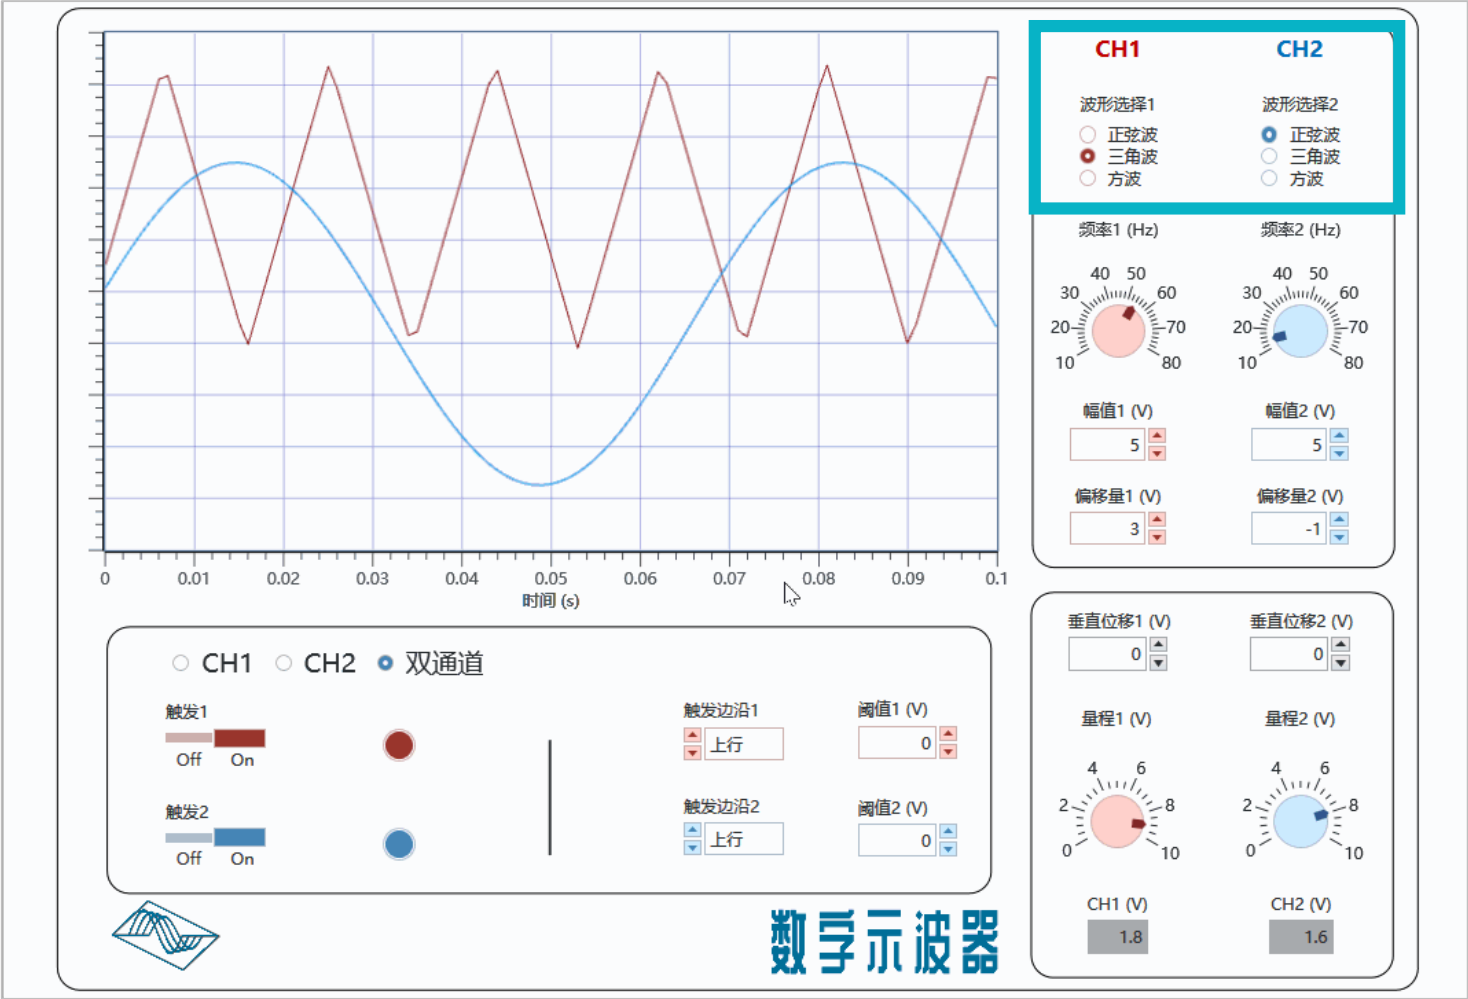 CH1
CH2
波形选择1
波形选择2
正弦波
三角波
方波
正弦波
三角波
方波
频率1 (Hz)
频率2 (Hz)
10 20 30 40 50 60 70 80
10 20 30 40 50 60 70 80
幅值1 (V)
幅值2 (V)
5
5
偏移量1 (V)
偏移量2 (V)
3
-1
0 0.01 0.02 0.03 0.04 0.05 0.06 0.07 0.08 0.09 0.1
时间 (s)
CH1 CH2 双通道
触发1
Off On
触发2
Off On
触发边沿1
阈值1 (V)
上行
0
触发边沿2
阈值2 (V)
上行
0
垂直位移1 (V)
垂直位移2 (V)
0
0
量程1 (V)
量程2 (V)
0 2 4 6 8 10
0 2 4 6 8 10
CH1 (V)
CH2 (V)
1.8
1.6
数字示波器